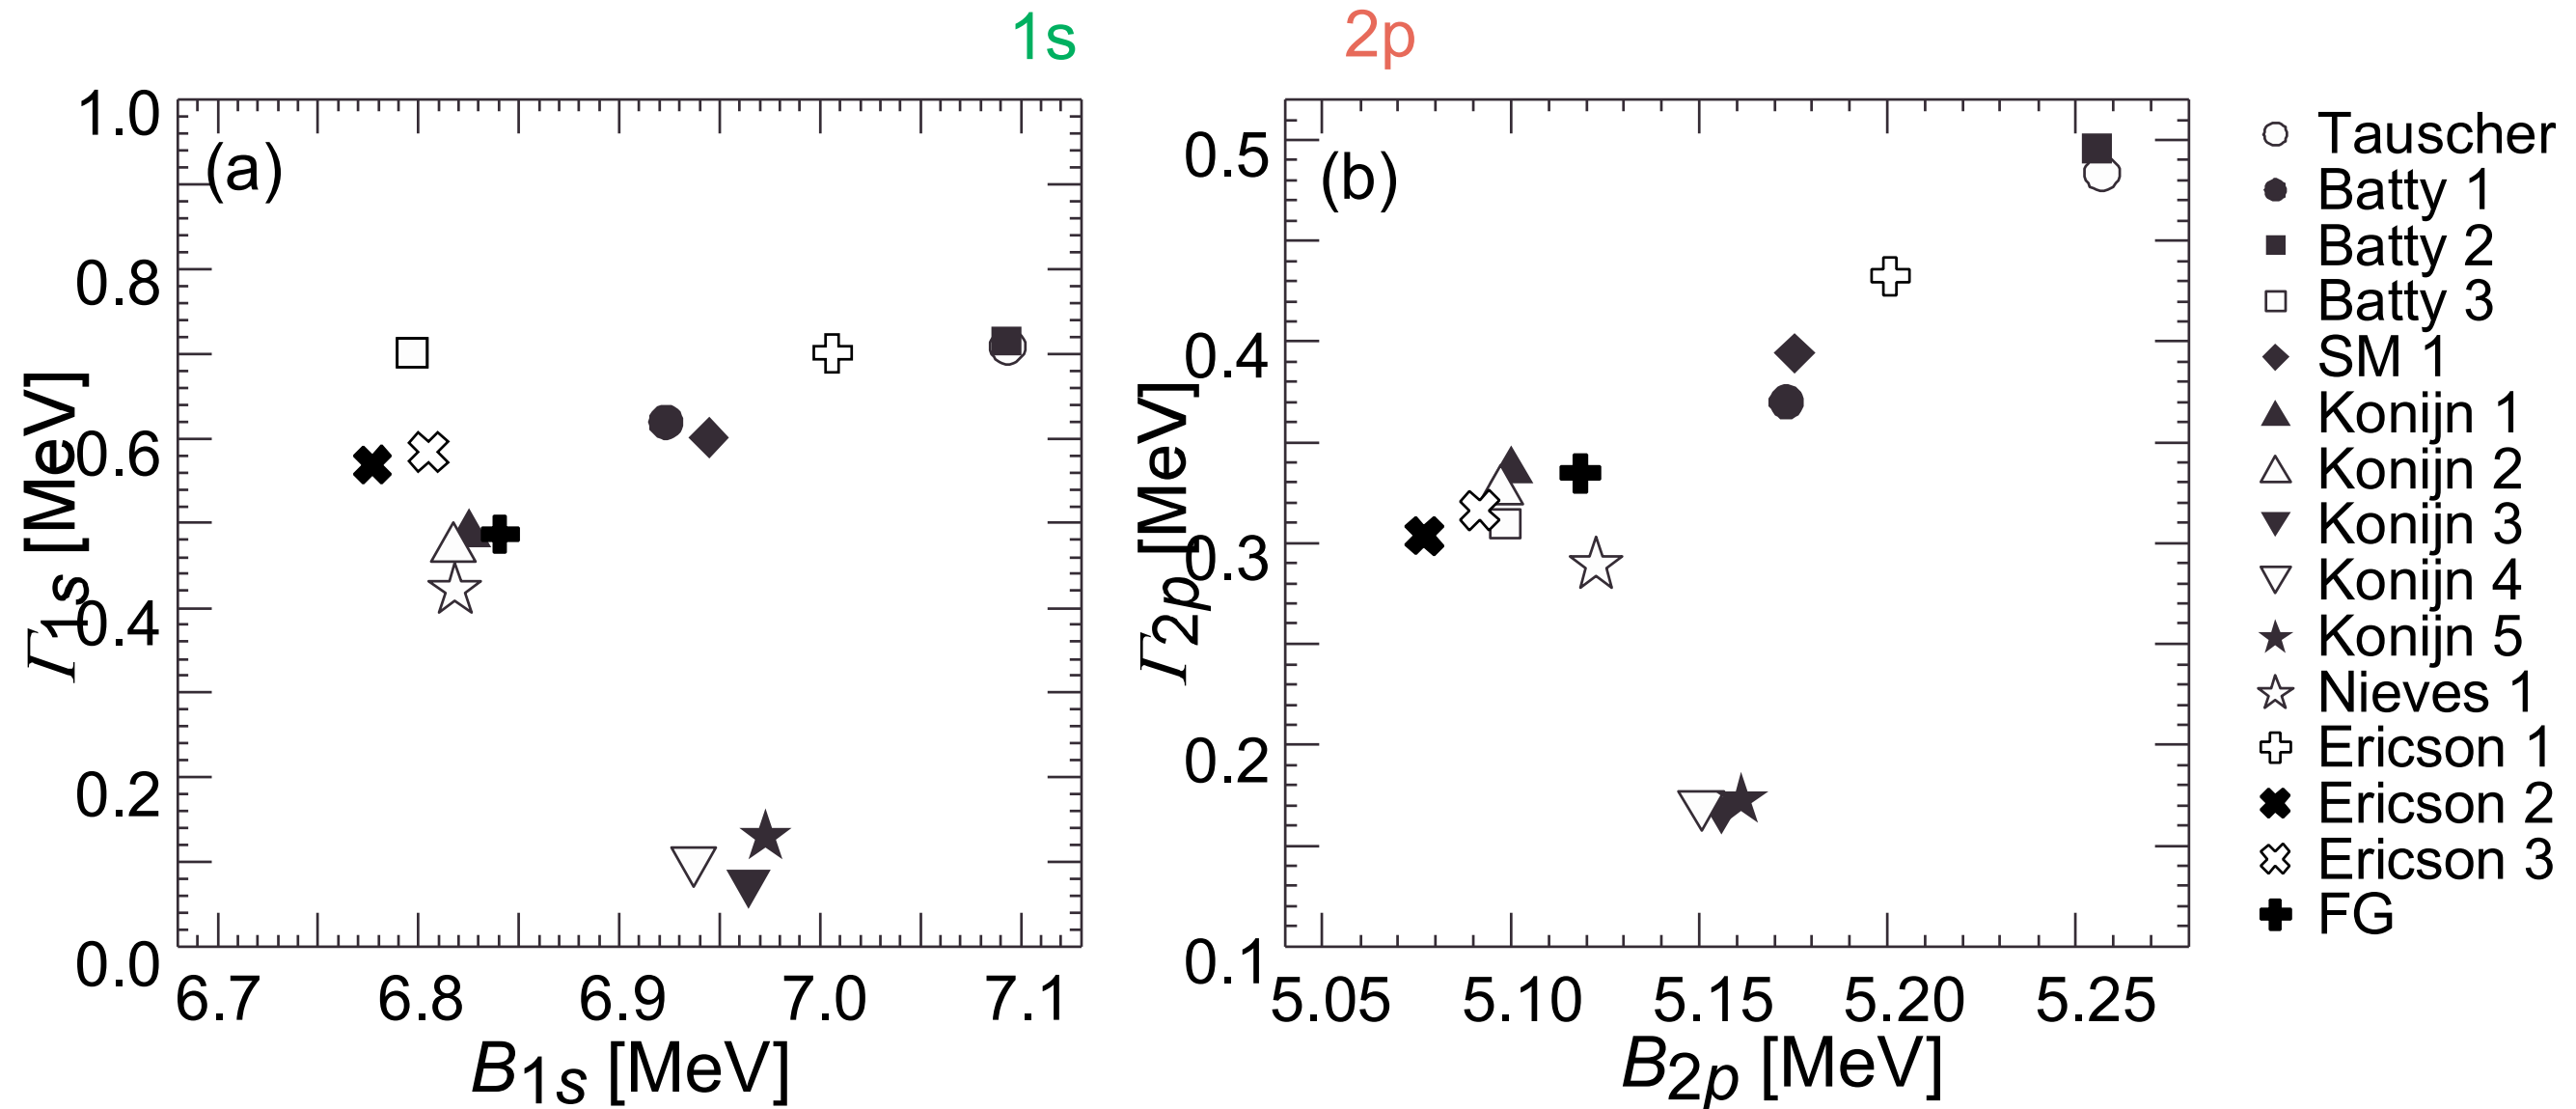 1s
2p
(a)
1.0
0.8
0.6
0.4
0.2
0.0
Γ1s [MeV]
6.7 6.8 6.9 7.0 7.1
B1s [MeV]
(b)
0.5
0.4
0.3
0.2
0.1
Γ2p [MeV]
5.05 5.10 5.15 5.20 5.25
B2p [MeV]
Tauscher
Batty 1
Batty 2
Batty 3
SM 1
Konijn 1
Konijn 2
Konijn 3
Konijn 4
Konijn 5
Nieves 1
Ericson 1
Ericson 2
Ericson 3
FG